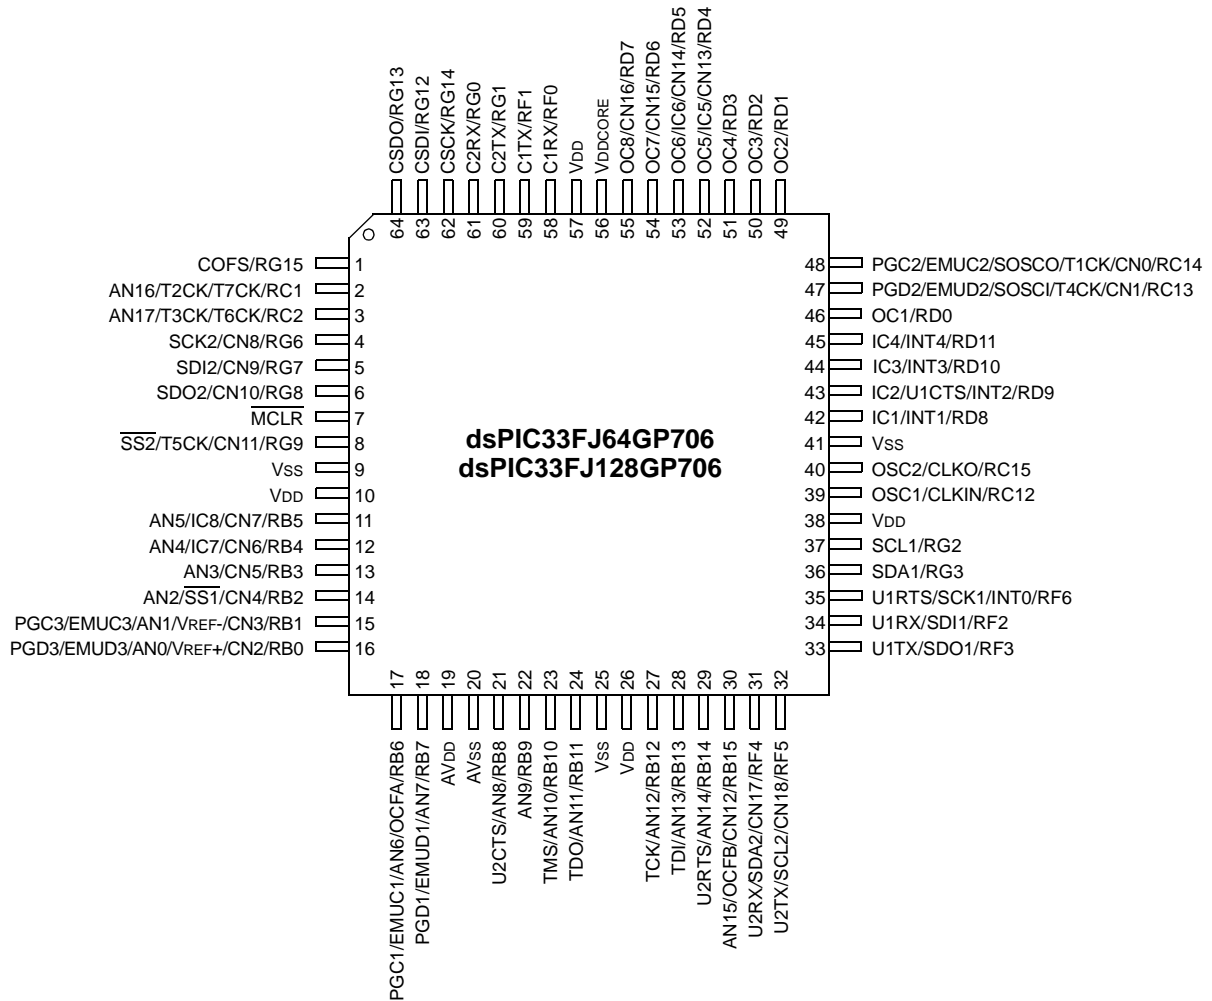 CSDO/RG13
CSDI/RG12
CSCK/RG14
C2RX/RG0
C2TX/RG1
C1TX/RF1
C1RX/RF0
VDD
VDDCORE
OC8/CN16/RD7
OC7/CN15/RD6
OC6/IC6/CN14/RD5
OC5/IC5/CN13/RD4
OC4/RD3
OC3/RD2
OC2/RD1
64
63
62
61
60
59
58
57
56
55
54
53
52
51
50
49
COFS/RG15 1
AN16/T2CK/T7CK/RC1 2
AN17/T3CK/T6CK/RC2 3
SCK2/CN8/RG6 4
SDI2/CN9/RG7 5
SDO2/CN10/RG8 6
MCLR 7
SS2/T5CK/CN11/RG9 8
VSS 9
VDD 10
AN5/IC8/CN7/RB5 11
AN4/IC7/CN6/RB4 12
AN3/CN5/RB3 13
AN2/SS1/CN4/RB2 14
PGC3/EMUC3/AN1/VREF-/CN3/RB1 15
PGD3/EMUD3/AN0/VREF+/CN2/RB0 16
dsPIC33FJ64GP706
dsPIC33FJ128GP706
48 PGC2/EMUC2/SOSCO/T1CK/CN0/RC14
47 PGD2/EMUD2/SOSCI/T4CK/CN1/RC13
46 OC1/RD0
45 IC4/INT4/RD11
44 IC3/INT3/RD10
43 IC2/U1CTS/INT2/RD9
42 IC1/INT1/RD8
41 VSS
40 OSC2/CLKO/RC15
39 OSC1/CLKIN/RC12
38 VDD
37 SCL1/RG2
36 SDA1/RG3
35 U1RTS/SCK1/INT0/RF6
34 U1RX/SDI1/RF2
33 U1TX/SDO1/RF3
17
18
19
20
21
22
23
24
25
26
27
28
29
30
31
32
PGC1/EMUC1/AN6/OCFA/RB6
PGD1/EMUD1/AN7/RB7
AVDD
AVSS
U2CTS/AN8/RB8
AN9/RB9
TMS/AN10/RB10
TDO/AN11/RB11
VSS
VDD
TCK/AN12/RB12
TDI/AN13/RB13
U2RTS/AN14/RB14
AN15/OCFB/CN12/RB15
U2RX/SDA2/CN17/RF4
U2TX/SCL2/CN18/RF5